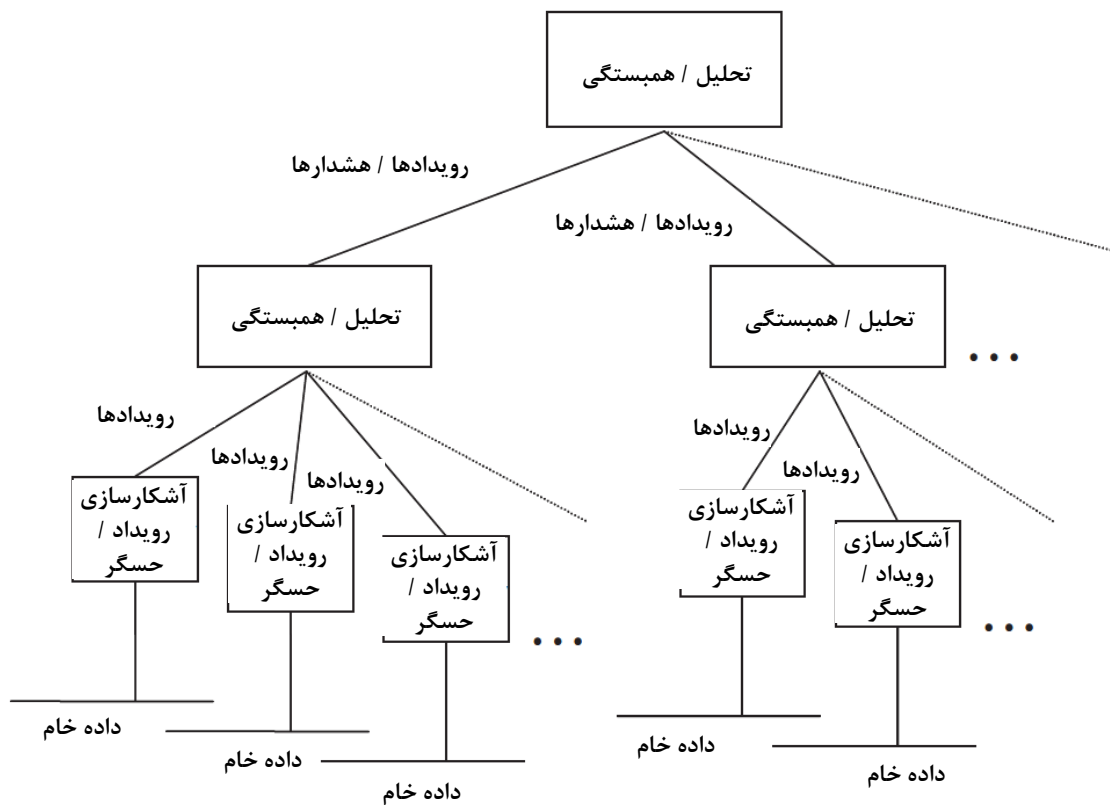 تحلیل / همبستگی
رویدادها / هشدارها
رویدادها / هشدارها
تحلیل / همبستگی
تحلیل / همبستگی
رویدادها
رویدادها
رویدادها
رویدادها
رویدادها
آشکارسازی
رویداد /
حسگر
آشکارسازی
رویداد /
حسگر
آشکارسازی
رویداد /
حسگر
آشکارسازی
رویداد /
حسگر
آشکارسازی
رویداد /
حسگر
داده خام
داده خام
داده خام
داده خام
داده خام